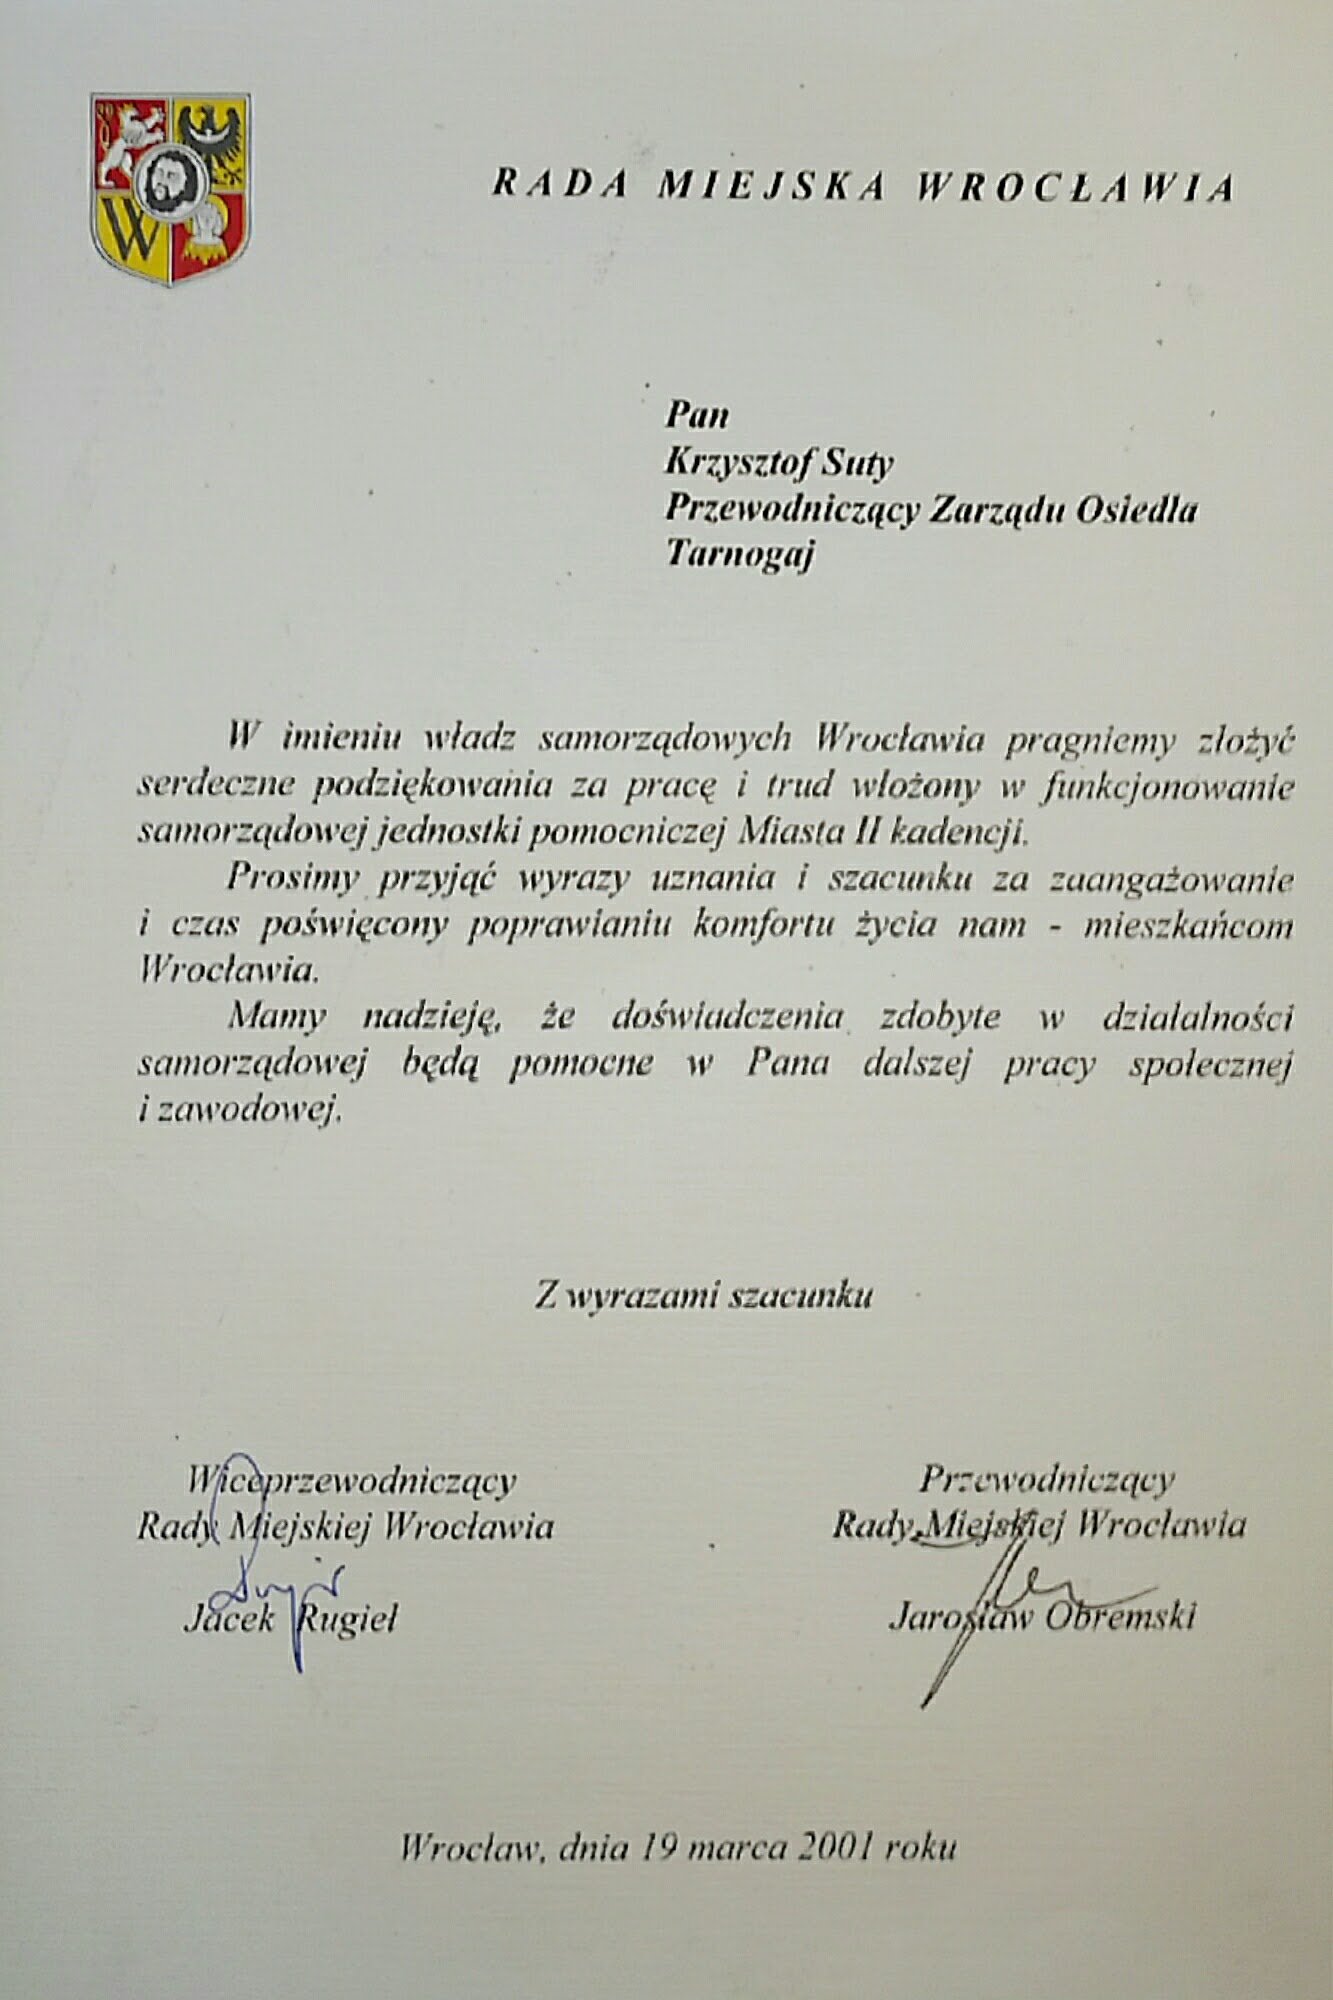 RADA MIEJSKA WROCŁAWIA
Pan
Krzysztof Suty
Przewodniczący Zarządu Osiedla
Tarnogaj
W imieniu władz samorządowych Wrocławia pragniemy złożyć
serdeczne podziękowania za pracę i trud włożony w funkcjonowanie
samorządowej jednostki pomocniczej Miasta II kadencji.
Prosimy przyjąć wyrazy uznania i szacunku za zaangażowanie
i czas poświęcony poprawianiu komfortu życia nam - mieszkańcom
Wrocławia.
Mamy nadzieję, że doświadczenia zdobyte w działalności
samorządowej będą pomocne w Pana dalszej pracy społecznej
i zawodowej.
Z wyrazami szacunku
Wiceprzewodniczący
Rady Miejskiej Wrocławia
Jacek Rugieł
Przewodniczący
Rady Miejskiej Wrocławia
Jarosław Obremski
Wrocław, dnia 19 marca 2001 roku